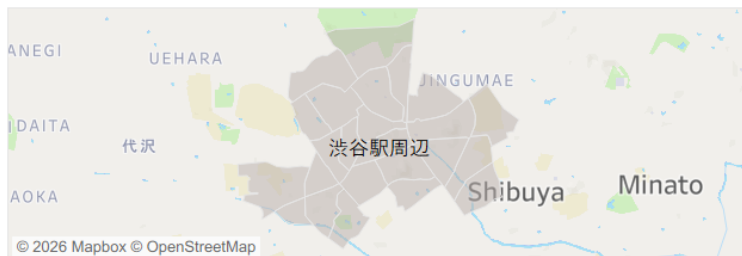 ANEGI
UEHARA
JINGUMAE
IDAITA
代沢
渋谷駅周辺
Shibuya
Minato
AOKA
© 2026 Mapbox © OpenStreetMap